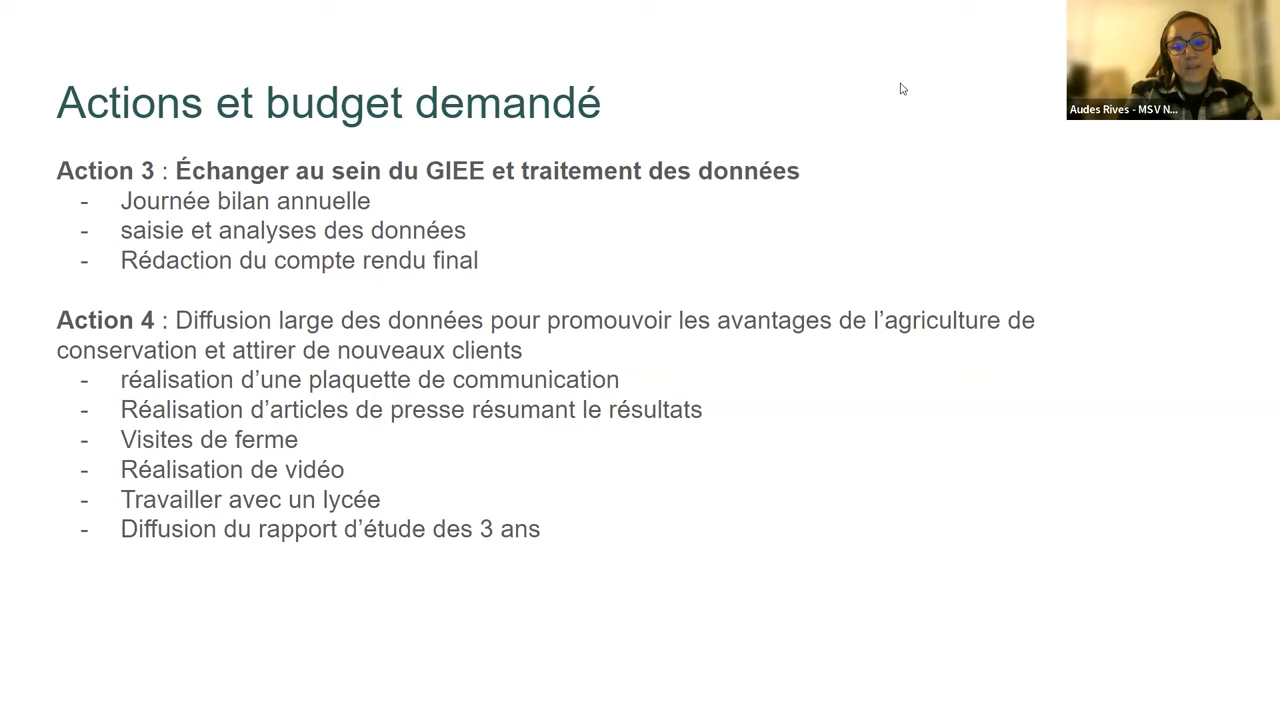 Actions et budget demandé
Audes Rives - MSV N...
Action 3 : Échanger au sein du GIEE et traitement des données
- Journée bilan annuelle
- saisie et analyses des données
- Rédaction du compte rendu final
Action 4 : Diffusion large des données pour promouvoir les avantages de l'agriculture de
conservation et attirer de nouveaux clients
- réalisation d'une plaquette de communication
- Réalisation d'articles de presse résumant le résultats
- Visites de ferme
- Réalisation de vidéo
- Travailler avec un lycée
- Diffusion du rapport d'étude des 3 ans